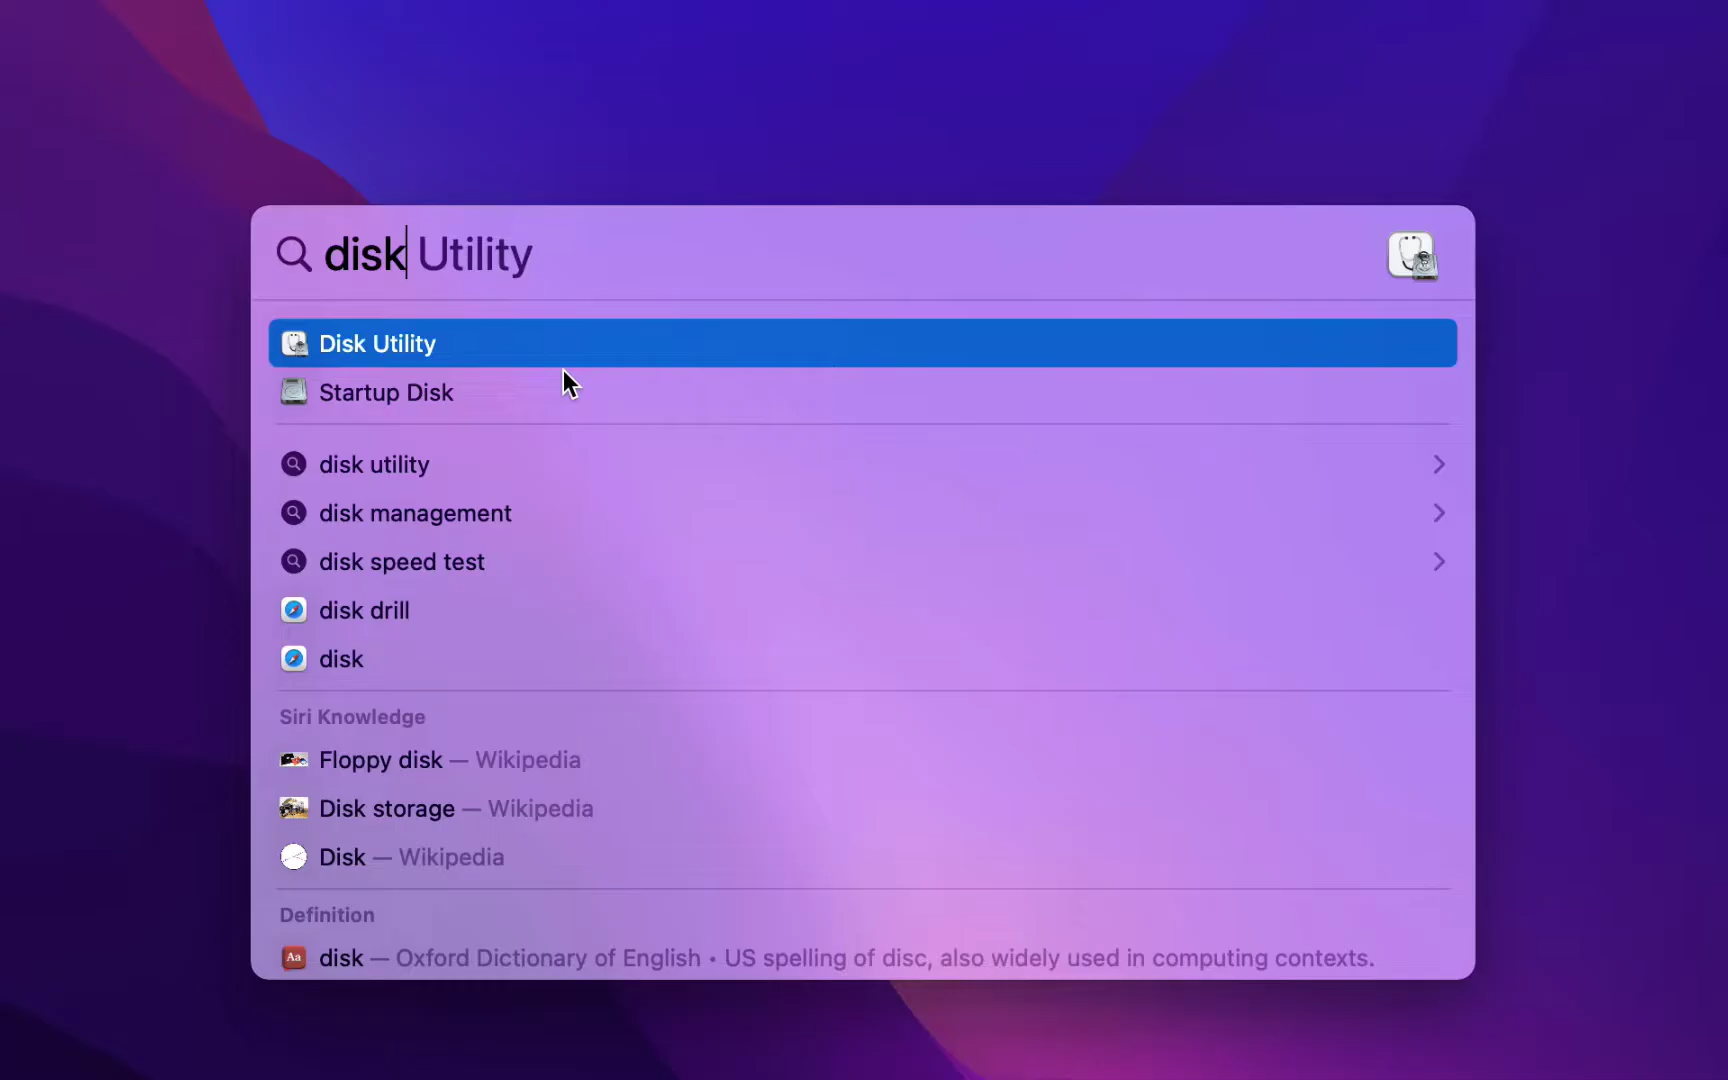 disk Utility
Disk Utility
Startup Disk
disk utility
disk management
disk speed test
disk drill
disk
Siri Knowledge
Floppy disk — Wikipedia
Disk storage — Wikipedia
Disk — Wikipedia
Definition
Aa disk — Oxford Dictionary of English • US spelling of disc, also widely used in computing contexts.